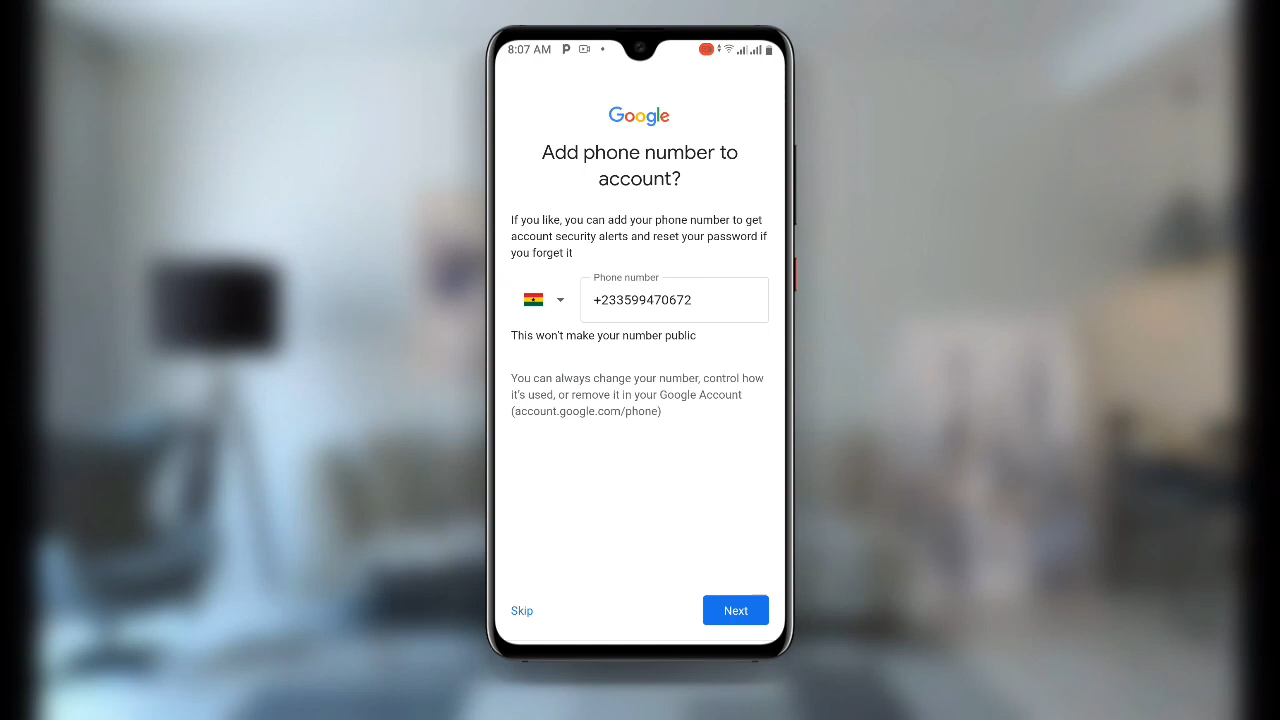 8:07 AM
Google
Add phone number to
account?
If you like, you can add your phone number to get
account security alerts and reset your password if
you forget it
Phone number
+233599470672
This won't make your number public
You can always change your number, control how
it's used, or remove it in your Google Account
(account.google.com/phone)
Skip
Next